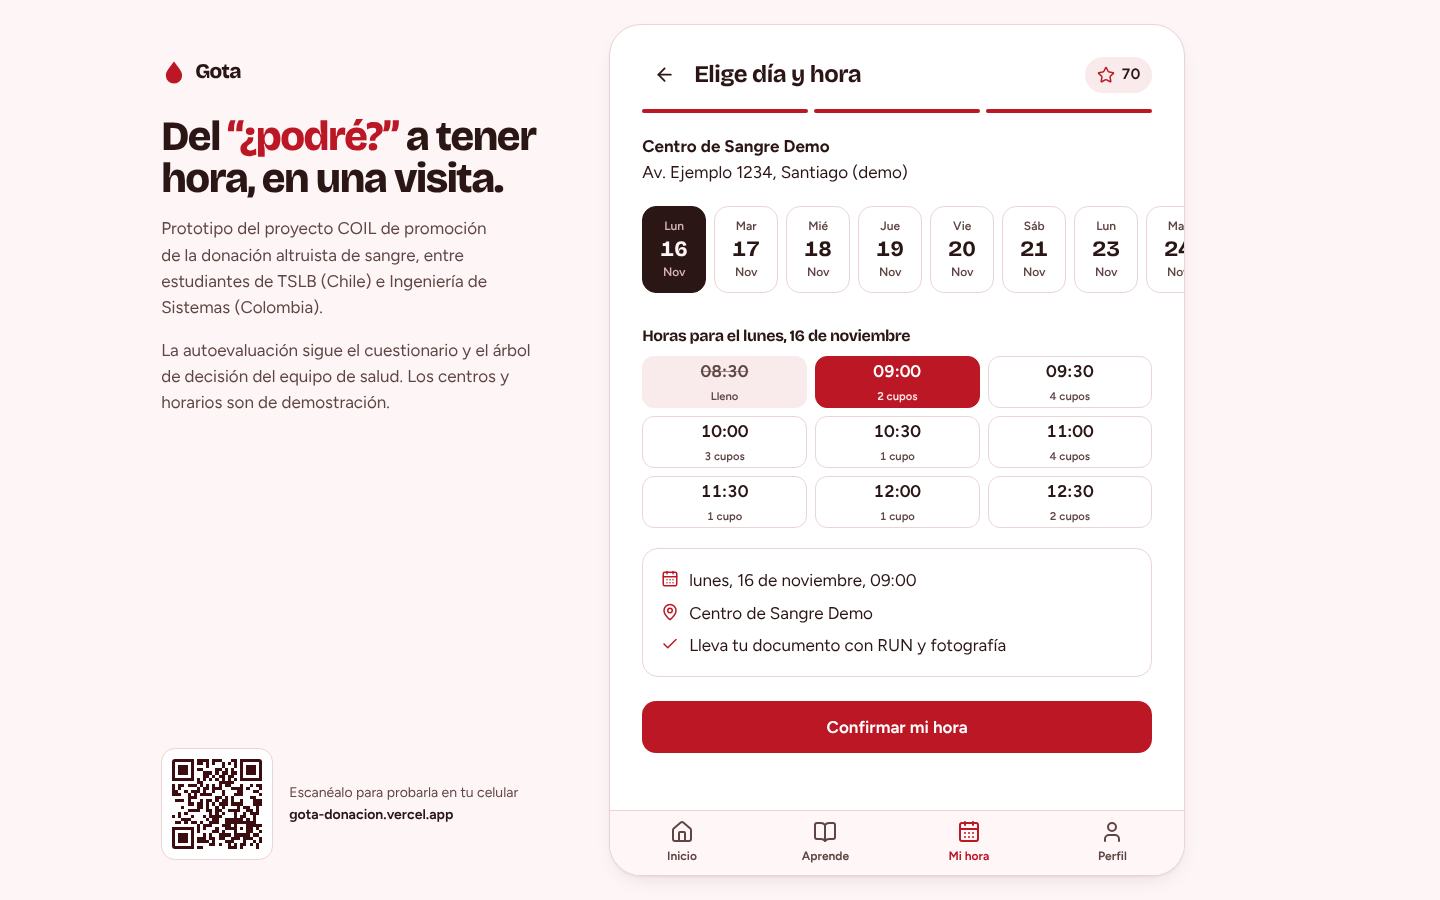 Gota
Del “¿podré?” a tener
hora, en una visita.
Prototipo del proyecto COIL de promoción
de la donación altruista de sangre, entre
estudiantes de TSLB (Chile) e Ingeniería de
Sistemas (Colombia).
La autoevaluación sigue el cuestionario y el árbol
de decisión del equipo de salud. Los centros y
horarios son de demostración.
Escanéalo para probarla en tu celular
gota-donacion.vercel.app
Elige día y hora
70
Centro de Sangre Demo
Av. Ejemplo 1234, Santiago (demo)
Lun Mar Mié Jue Vie Sáb Lun Ma
16 17 18 19 20 21 23 24
Nov Nov Nov Nov Nov Nov Nov Nov
Horas para el lunes, 16 de noviembre
08:30 09:00 09:30
Lleno 2 cupos 4 cupos
10:00 10:30 11:00
3 cupos 1 cupo 4 cupos
11:30 12:00 12:30
1 cupo 1 cupo 2 cupos
lunes, 16 de noviembre, 09:00
Centro de Sangre Demo
Lleva tu documento con RUN y fotografía
Confirmar mi hora
Inicio Aprende Mi hora Perfil